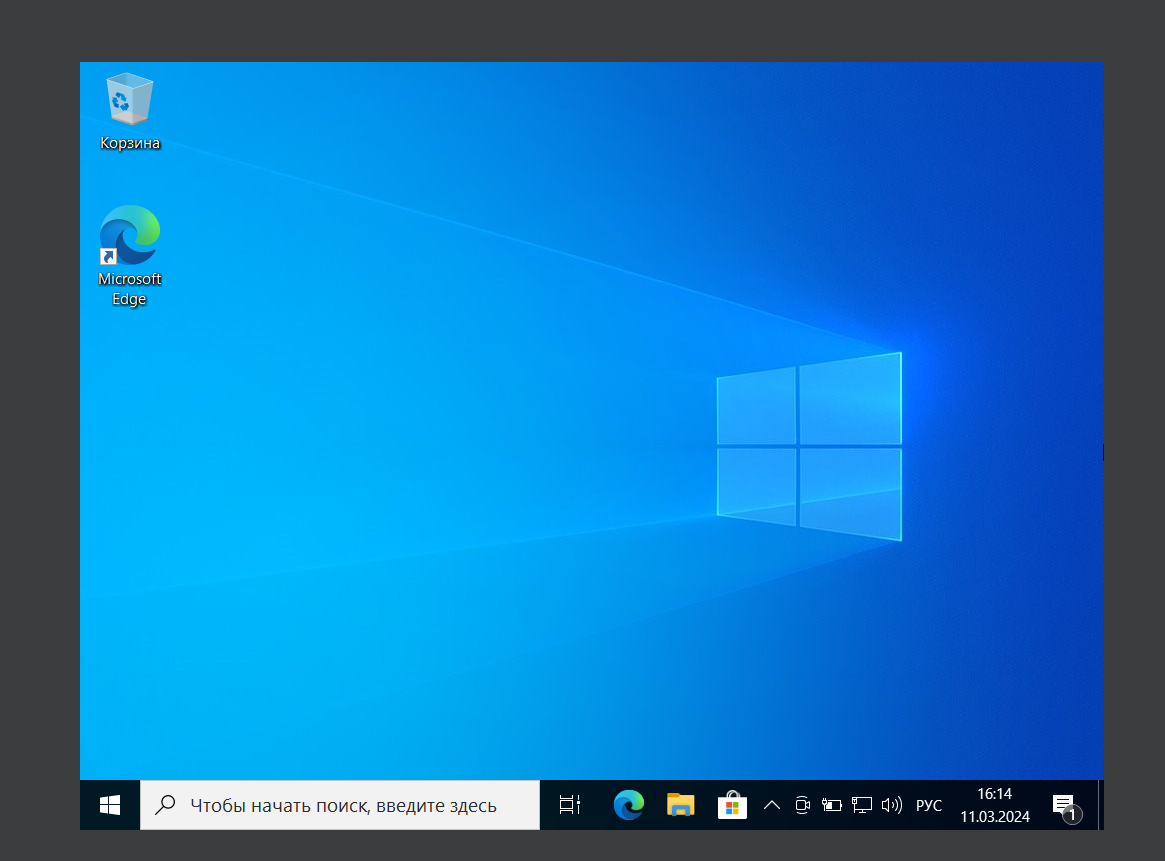 Корзина
Microsoft
Edge
Чтобы начать поиск, введите здесь
РУС
16:14
11.03.2024
1